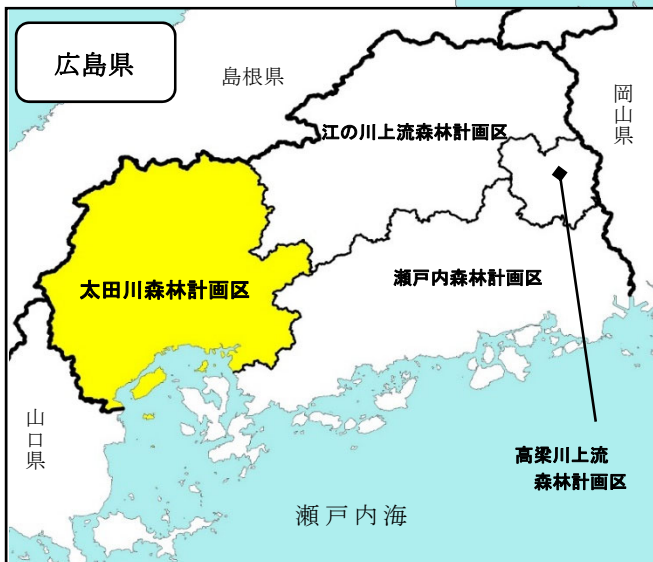 広島県
島根県
岡山県
江の川上流森林計画区
瀬戸内森林計画区
太田川森林計画区
山口県
高梁川上流
森林計画区
瀬戸内海